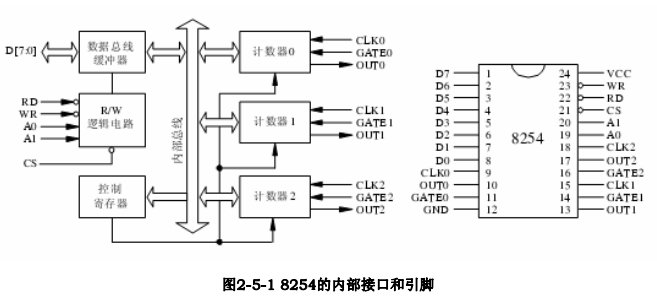 D[7:0]
数据总线
缓冲器
RD
WR
A0
A1
R/W
逻辑电路
CS
控制
寄存器
内部总线
计数器0
CLK0
GATE0
OUT0
计数器1
CLK1
GATE1
OUT1
计数器2
CLK2
GATE2
OUT2
8254
D7 1 24 VCC
D6 2 23 WR
D5 3 22 RD
D4 4 21 CS
D3 5 20 A1
D2 6 19 A0
D1 7 18 CLK2
D0 8 17 OUT2
CLK0 9 16 GATE2
OUT0 10 15 CLK1
GATE0 11 14 GATE1
GND 12 13 OUT1
图2-5-1 8254的内部接口和引脚